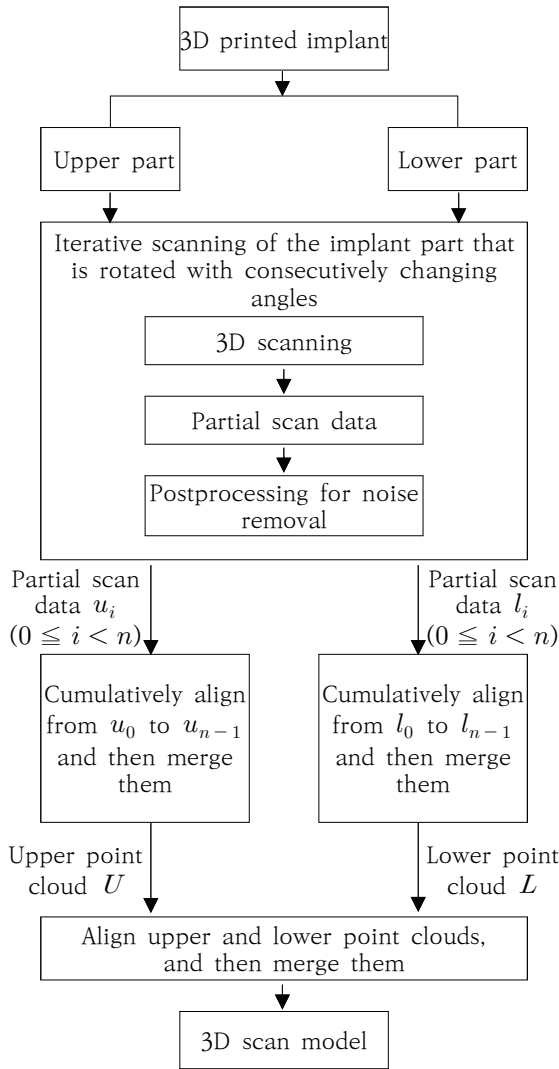 3D printed implant
Upper part
Lower part
Iterative scanning of the implant part that
is rotated with consecutively changing
angles
3D scanning
Partial scan data
Postprocessing for noise
removal
Partial scan
data u_i
(0 ≦ i < n)
Partial scan
data l_i
(0 ≦ i < n)
Cumulatively align
from u_0 to u_{n-1}
and then merge
them
Cumulatively align
from l_0 to l_{n-1}
and then merge
them
Upper point
cloud U
Lower point
cloud L
Align upper and lower point clouds,
and then merge them
3D scan model